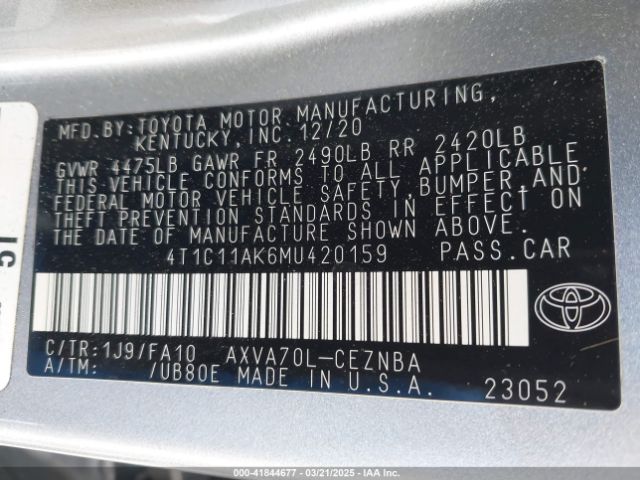 MFD.BY:TOYOTA MOTOR MANUFACTURING,
KENTUCKY,INC.12/20
GVWR 4475LB GAWR FR 2490LB RR 2420LB
THIS VEHICLE CONFORMS TO ALL APPLICABLE
FEDERAL MOTOR VEHICLE SAFETY,BUMPER,AND
THEFT PREVENTION STANDARDS IN EFFECT ON
THE DATE OF MANUFACTURE SHOWN ABOVE.
4T1C11AK6MU420159 PASS.CAR
C/TR:1J9/FA10 AXVA70L-CEZNBA
A/TM: /UB80E MADE IN U.S.A. 23052
000-41844677 - 03/21/2025 - IAAI.COM